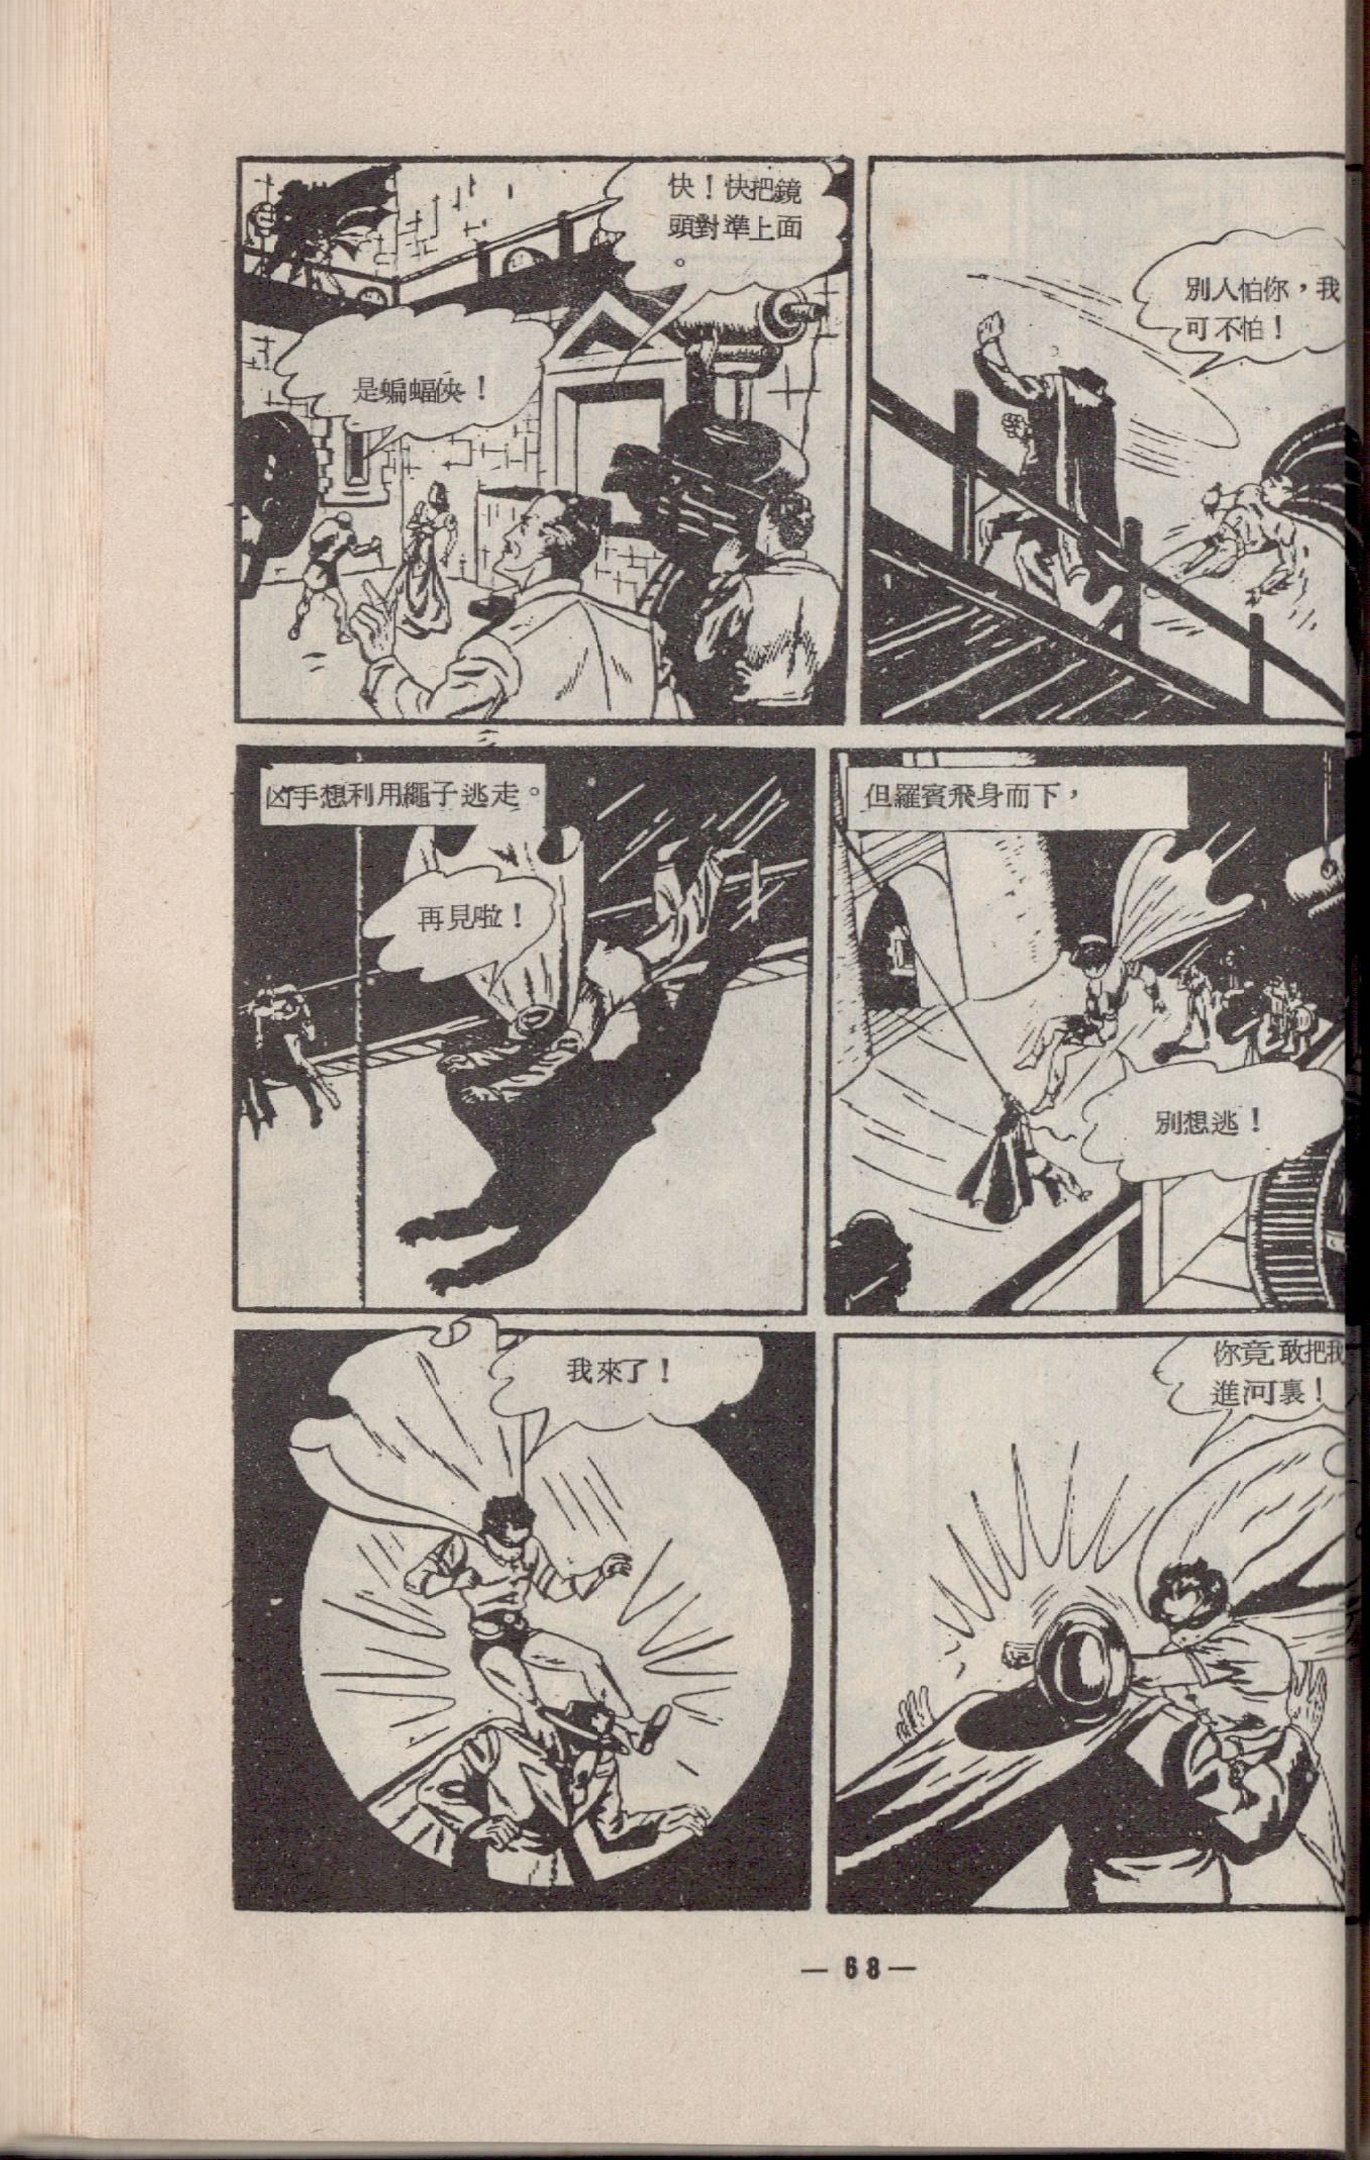 快！快把鏡
頭對準上面
。
是蝙蝠俠！
別人怕你，我
可不怕！
凶手想利用繩子逃走。
再見啦！
但羅賓飛身而下，
別想逃！
我來了！
你竟敢把我
進河裏！
— 68 —